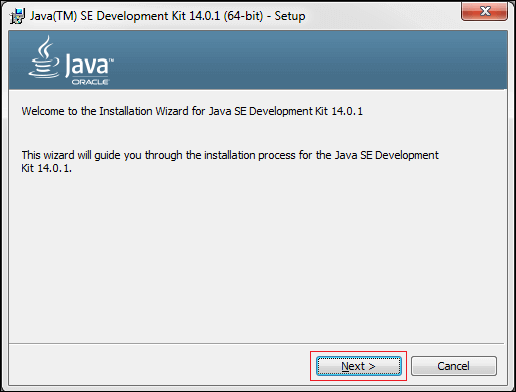 Java(TM) SE Development Kit 14.0.1 (64-bit) - Setup
Java™
ORACLE
Welcome to the Installation Wizard for Java SE Development Kit 14.0.1
This wizard will guide you through the installation process for the Java SE Development
Kit 14.0.1.
Next >
Cancel